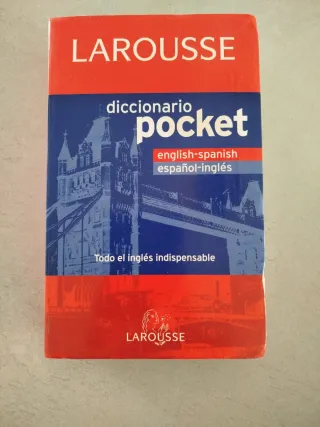 LAROUSSE
diccionario
pocket
english-spanish
español-inglés
Todo el inglés indispensable
LAROUSSE